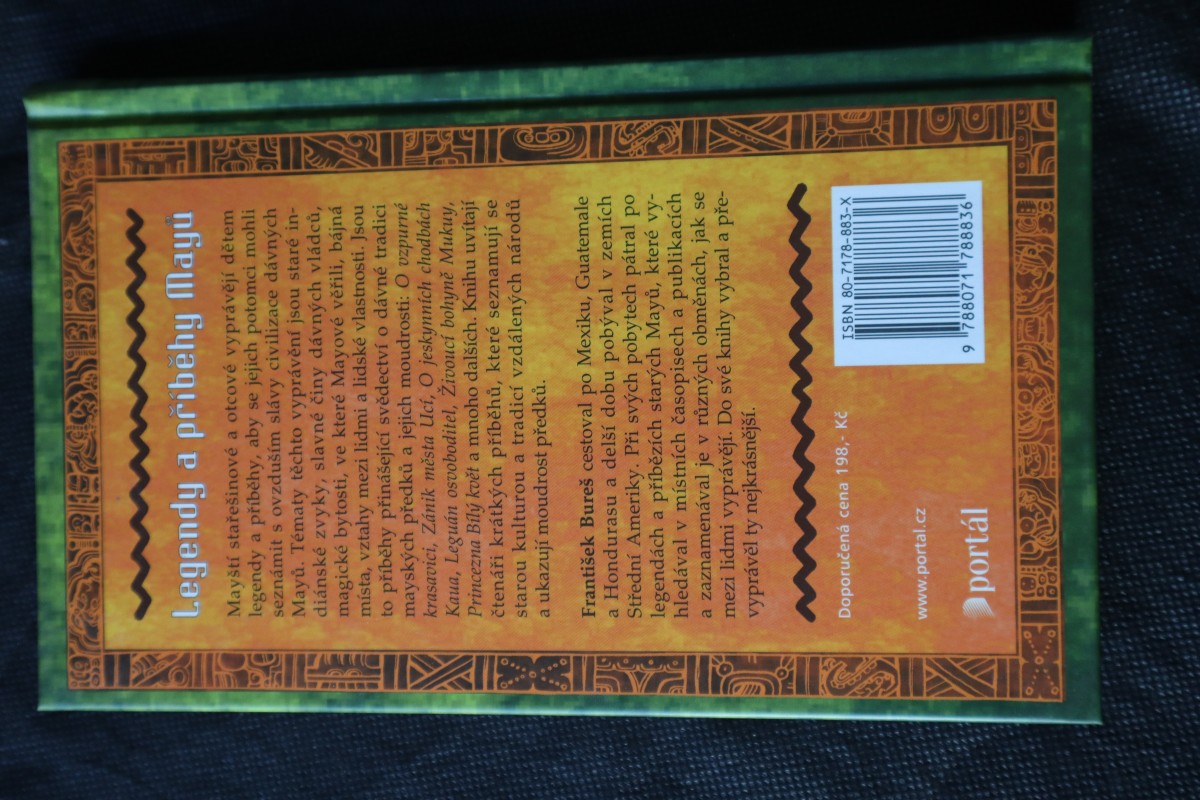 Legendy a příběhy Mayů
Mayští stařešinové a otcové vyprávějí dětem
legendy a příběhy, aby se jejich potomci mohli
seznámit s ovzduším slávy civilizace dávných
Mayů. Tématy těchto vyprávění jsou staré in-
diánské zvyky, slavné činy dávných vládců,
magické bytosti, ve které Mayové věřili, bájná
místa, vztahy mezi lidmi a lidské vlastnosti. Jsou
to příběhy přinášející svědectví o dávné tradici
mayských předků a jejich moudrosti: O vzpurné
krasavici, Zánik města Ucí, O jeskynních chodbách
Kaua, Leguán osvoboditel, Živoucí bohyně Mukuy,
Princezna Bílý květ a mnoho dalších. Knihu uvítají
čtenáři krátkých příběhů, které seznamují se
starou kulturou a tradicí vzdálených národů
a ukazují moudrost předků.
František Bureš cestoval po Mexiku, Guatemale
a Hondurasu a delší dobu pobýval v zemích
Střední Ameriky. Při svých pobytech pátral po
legendách a příbězích starých Mayů, které vy-
hledával v místních časopisech a publikacích
a zaznamenával je v různých obměnách, jak se
mezi lidmi vyprávějí. Do své knihy vybral a pře-
vyprávěl ty nejkrásnější.
Doporučená cena 198,- Kč
www.portal.cz
portál
ISBN 80-7178-883-X
9 788071 788836